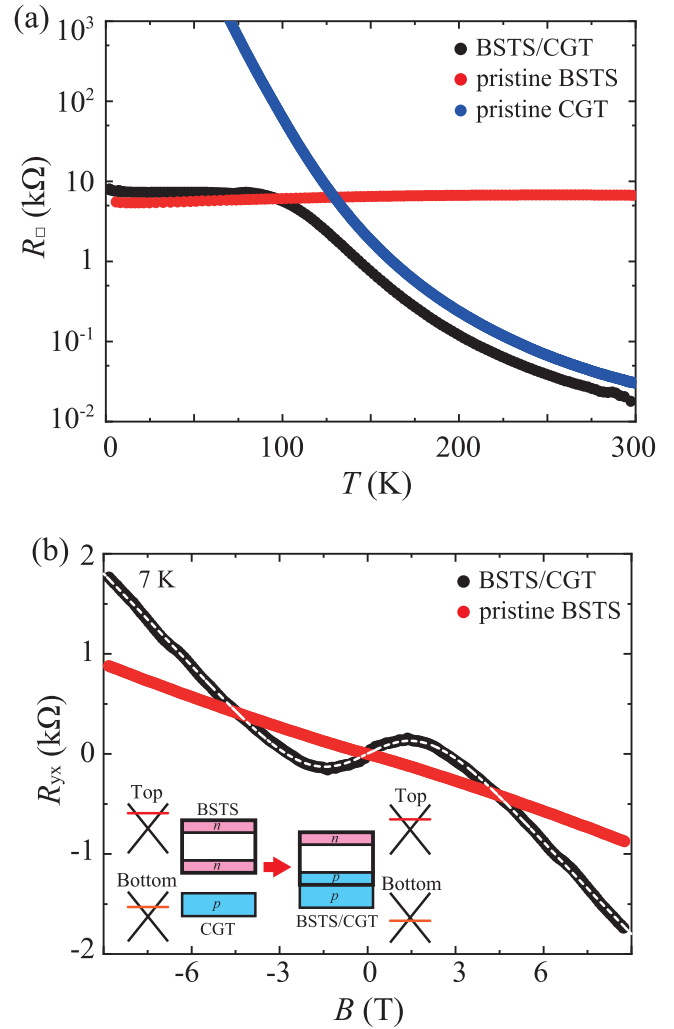 (a)
10³
10²
10
1
10⁻¹
10⁻²
R□ (kΩ)
BSTS/CGT
pristine BSTS
pristine CGT
0
100
200
300
T (K)
(b)
2
1
0
-1
-2
Ryx (kΩ)
7 K
BSTS/CGT
pristine BSTS
Top
BSTS
n
n
Bottom
p
CGT
n
p
p
BSTS/CGT
Top
Bottom
-6
-3
0
3
6
B (T)